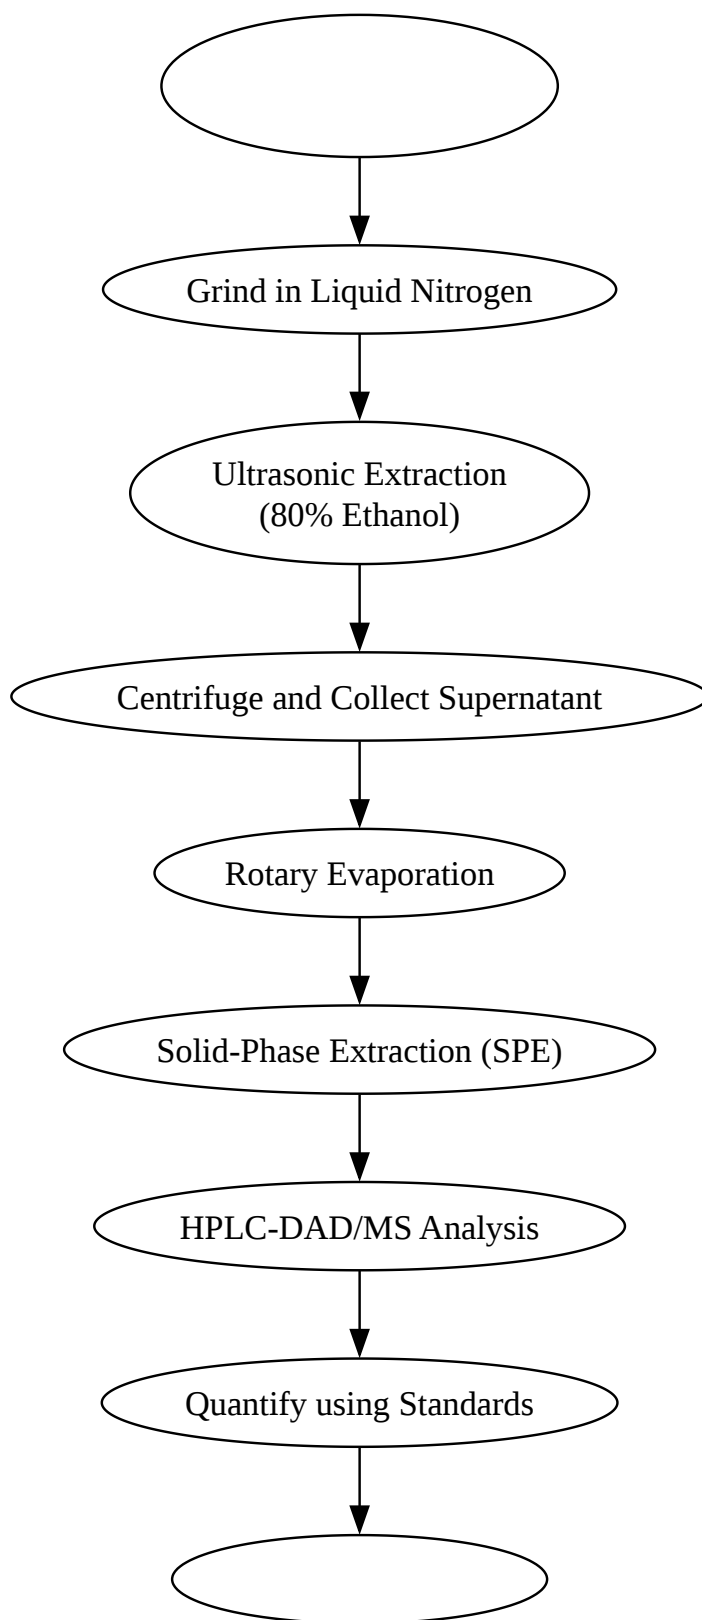 Grind in Liquid Nitrogen
Ultrasonic Extraction
(80% Ethanol)
Centrifuge and Collect Supernatant
Rotary Evaporation
Solid-Phase Extraction (SPE)
HPLC-DAD/MS Analysis
Quantify using Standards